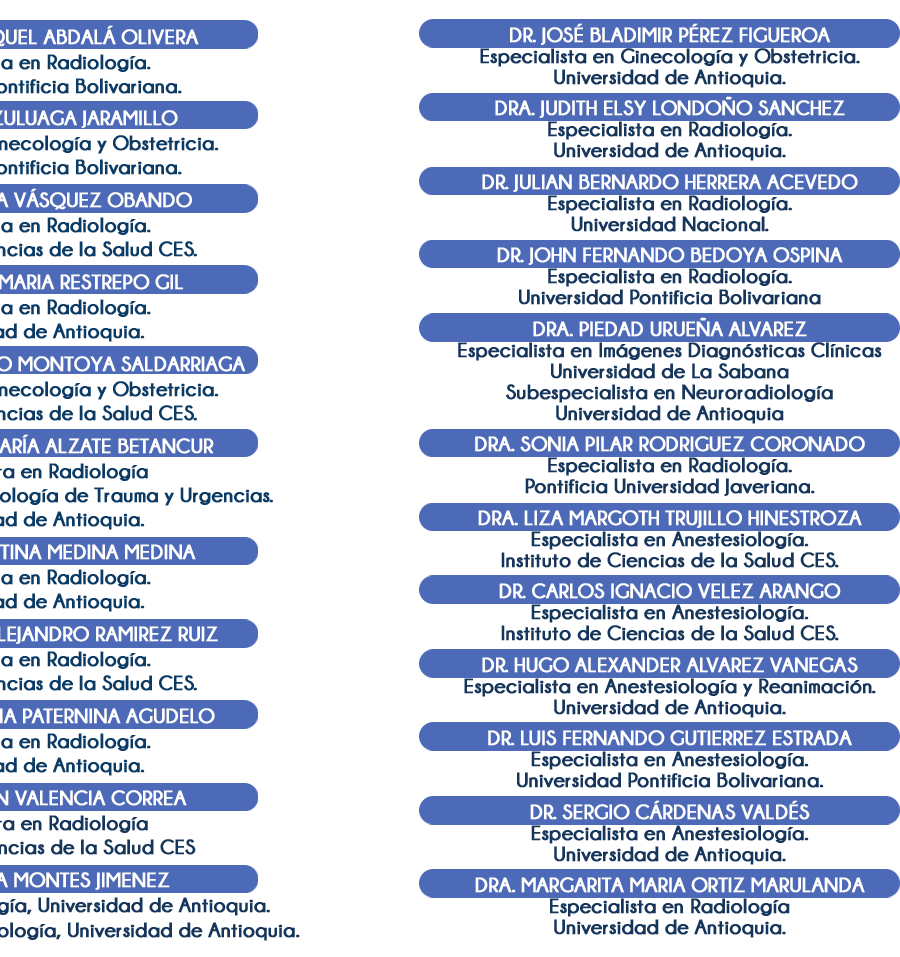 QUEL ABDALÁ OLIVERA
a en Radiología.
ontificia Bolivariana.
ZULUAGA JARAMILLO
necología y Obstetricia.
ontificia Bolivariana.
A VÁSQUEZ OBANDO
a en Radiología.
ncias de la Salud CES.
MARIA RESTREPO GIL
a en Radiología.
ad de Antioquia.
O MONTOYA SALDARRIAGA
necología y Obstetricia.
ncias de la Salud CES.
ARÍA ALZATE BETANCUR
ta en Radiología
ología de Trauma y Urgencias.
ad de Antioquia.
TINA MEDINA MEDINA
a en Radiología.
ad de Antioquia.
LEJANDRO RAMIREZ RUIZ
a en Radiología.
ncias de la Salud CES.
IA PATERNINA AGUDELO
a en Radiología.
ad de Antioquia.
N VALENCIA CORREA
ta en Radiología
ncias de la Salud CES
A MONTES JIMENEZ
gía, Universidad de Antioquia.
ología, Universidad de Antioquia.
DR. JOSÉ BLADIMIR PÉREZ FIGUEROA
Especialista en Ginecología y Obstetricia.
Universidad de Antioquia.
DRA. JUDITH ELSY LONDOÑO SANCHEZ
Especialista en Radiología.
Universidad de Antioquia.
DR. JULIAN BERNARDO HERRERA ACEVEDO
Especialista en Radiología.
Universidad Nacional.
DR. JOHN FERNANDO BEDOYA OSPINA
Especialista en Radiología.
Universidad Pontificia Bolivariana
DRA. PIEDAD URUEÑA ALVAREZ
Especialista en Imágenes Diagnósticas Clínicas
Universidad de La Sabana
Subespecialista en Neuroradiología
Universidad de Antioquia
DRA. SONIA PILAR RODRIGUEZ CORONADO
Especialista en Radiología.
Pontificia Universidad Javeriana.
DRA. LIZA MARGOTH TRUJILLO HINESTROZA
Especialista en Anestesiología.
Instituto de Ciencias de la Salud CES.
DR. CARLOS IGNACIO VELEZ ARANGO
Especialista en Anestesiología.
Instituto de Ciencias de la Salud CES.
DR. HUGO ALEXANDER ALVAREZ VANEGAS
Especialista en Anestesiología y Reanimación.
Universidad de Antioquia.
DR. LUIS FERNANDO GUTIERREZ ESTRADA
Especialista en Anestesiología.
Universidad Pontificia Bolivariana.
DR. SERGIO CÁRDENAS VALDÉS
Especialista en Anestesiología.
Universidad de Antioquia.
DRA. MARGARITA MARIA ORTIZ MARULANDA
Especialista en Radiología
Universidad de Antioquia.